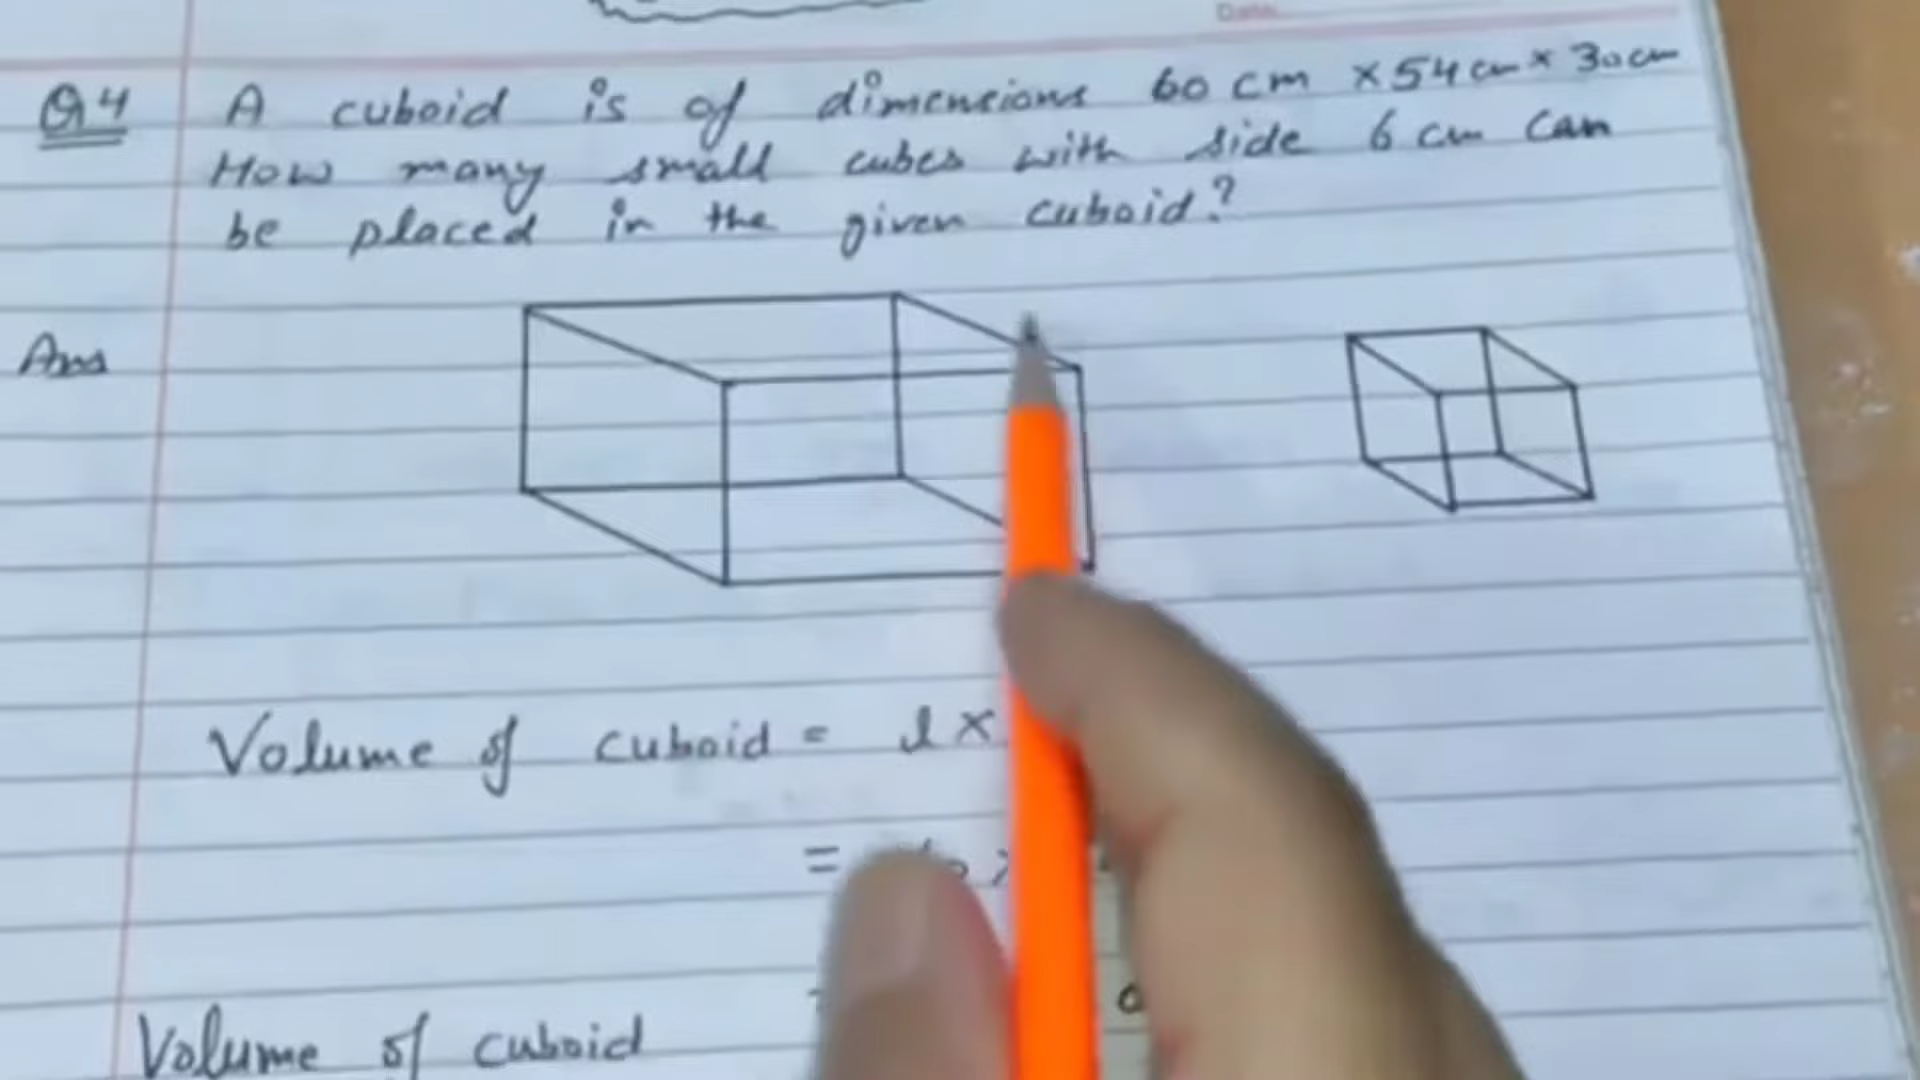 Date
Q4 A cuboid is of dimensions 60 cm × 54 cm × 30 cm
How many small cubes with side 6 cm can
be placed in the given cuboid?
Ans
Volume of cuboid = l ×
=
Volume of cuboid